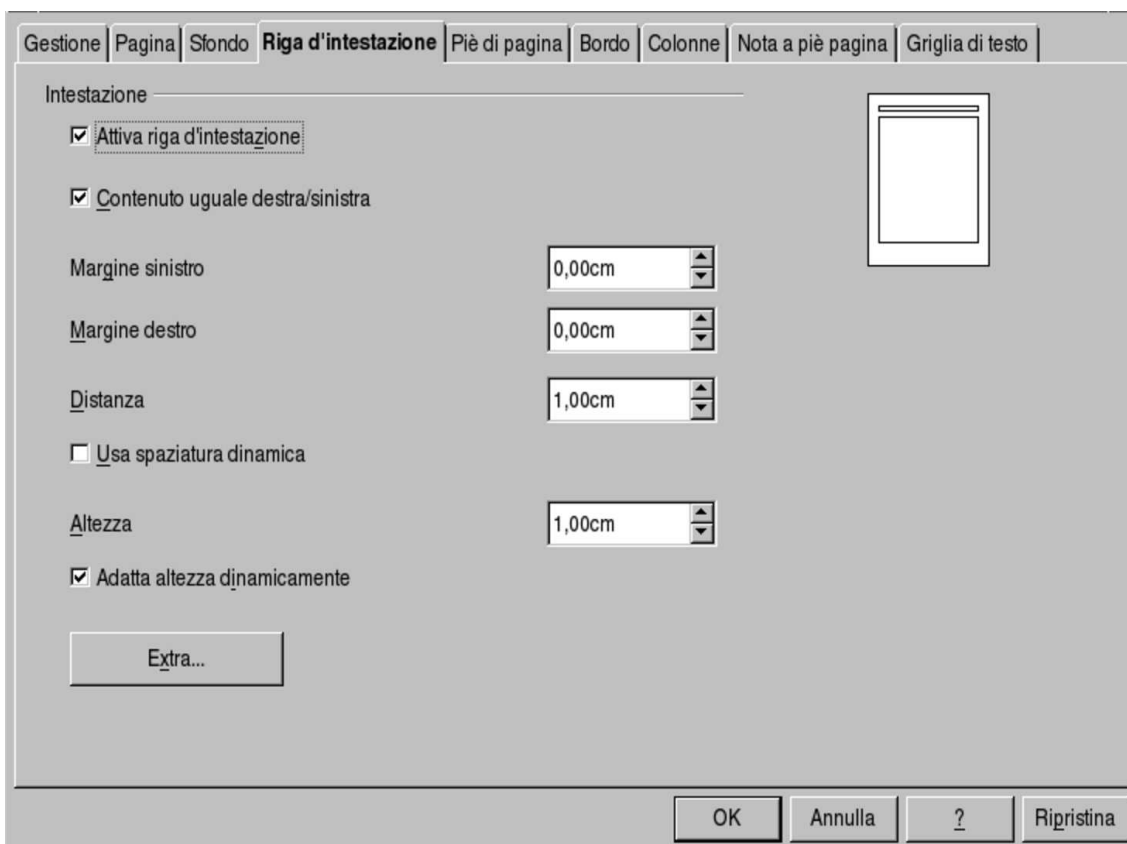 Gestione Pagina Sfondo Riga d'intestazione Piè di pagina Bordo Colonne Nota a piè pagina Griglia di testo
Intestazione
Attiva riga d'intestazione
Contenuto uguale destra/sinistra
Margine sinistro 0,00cm
Margine destro 0,00cm
Distanza 1,00cm
Usa spaziatura dinamica
Altezza 1,00cm
Adatta altezza dinamicamente
Extra...
OK Annulla ? Ripristina